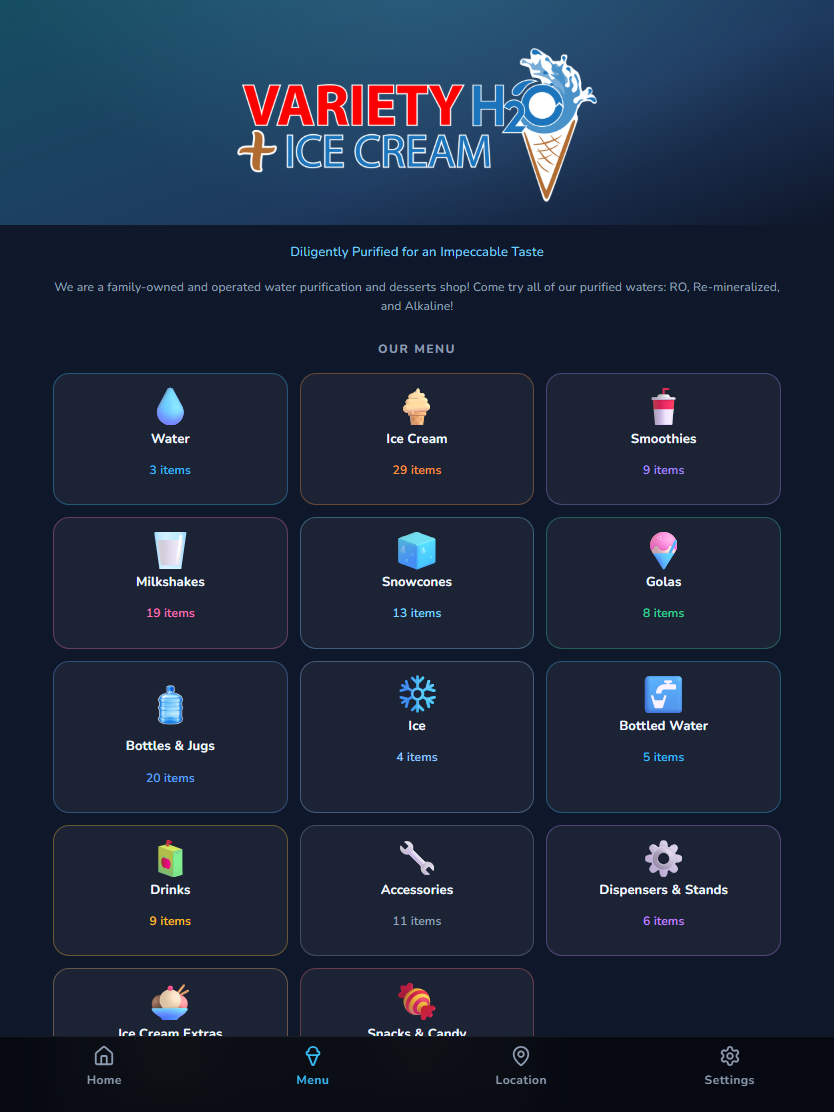 VARIETY H2O
+ ICE CREAM
Diligently Purified for an Impeccable Taste
We are a family-owned and operated water purification and desserts shop! Come try all of our purified waters: RO, Re-mineralized,
and Alkaline!
OUR MENU
Water
3 items
Ice Cream
29 items
Smoothies
9 items
Milkshakes
19 items
Snowcones
13 items
Golas
8 items
Bottles & Jugs
20 items
Ice
4 items
Bottled Water
5 items
Drinks
9 items
Accessories
11 items
Dispensers & Stands
6 items
Ice Cream Extras
Snacks & Candy
Home
Menu
Location
Settings